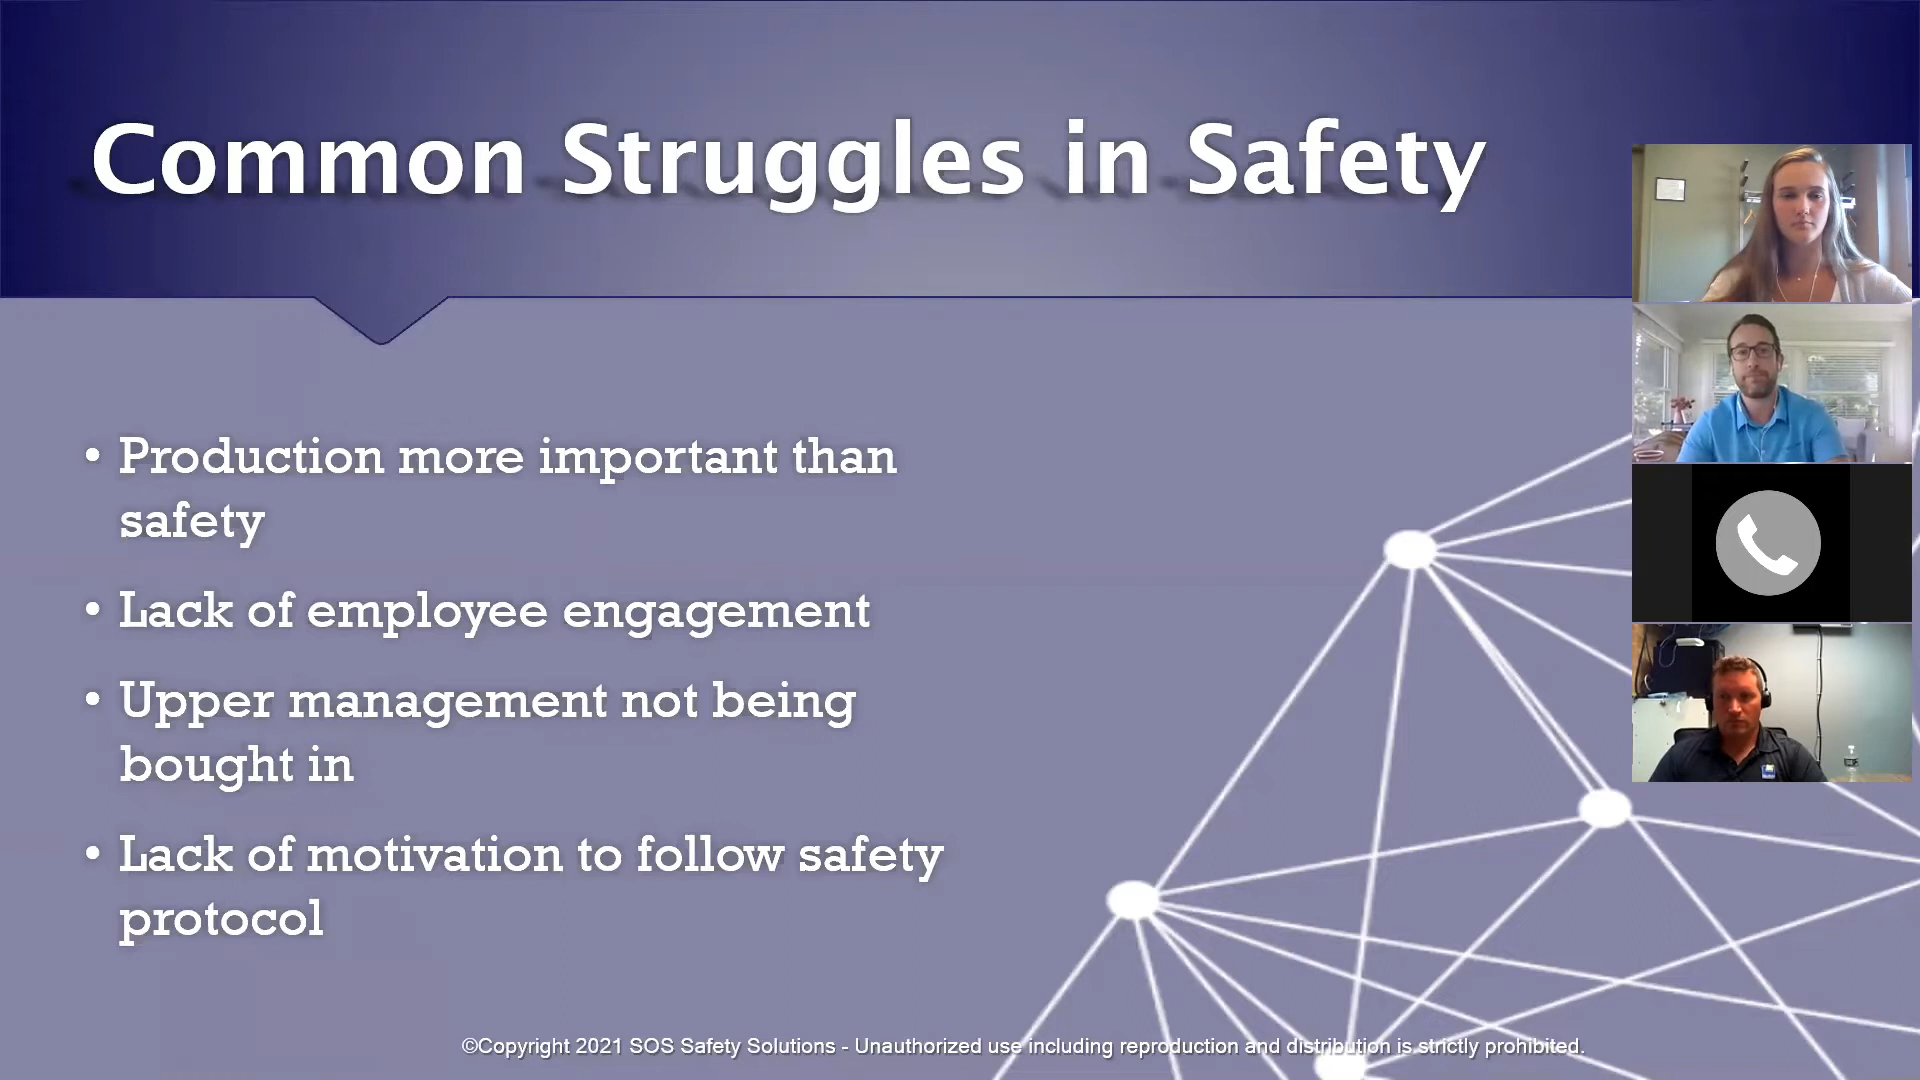 Common Struggles in Safety
• Production more important than
safety
• Lack of employee engagement
• Upper management not being
bought in
• Lack of motivation to follow safety
protocol
©Copyright 2021 SOS Safety Solutions - Unauthorized use including reproduction and distribution is strictly prohibited.